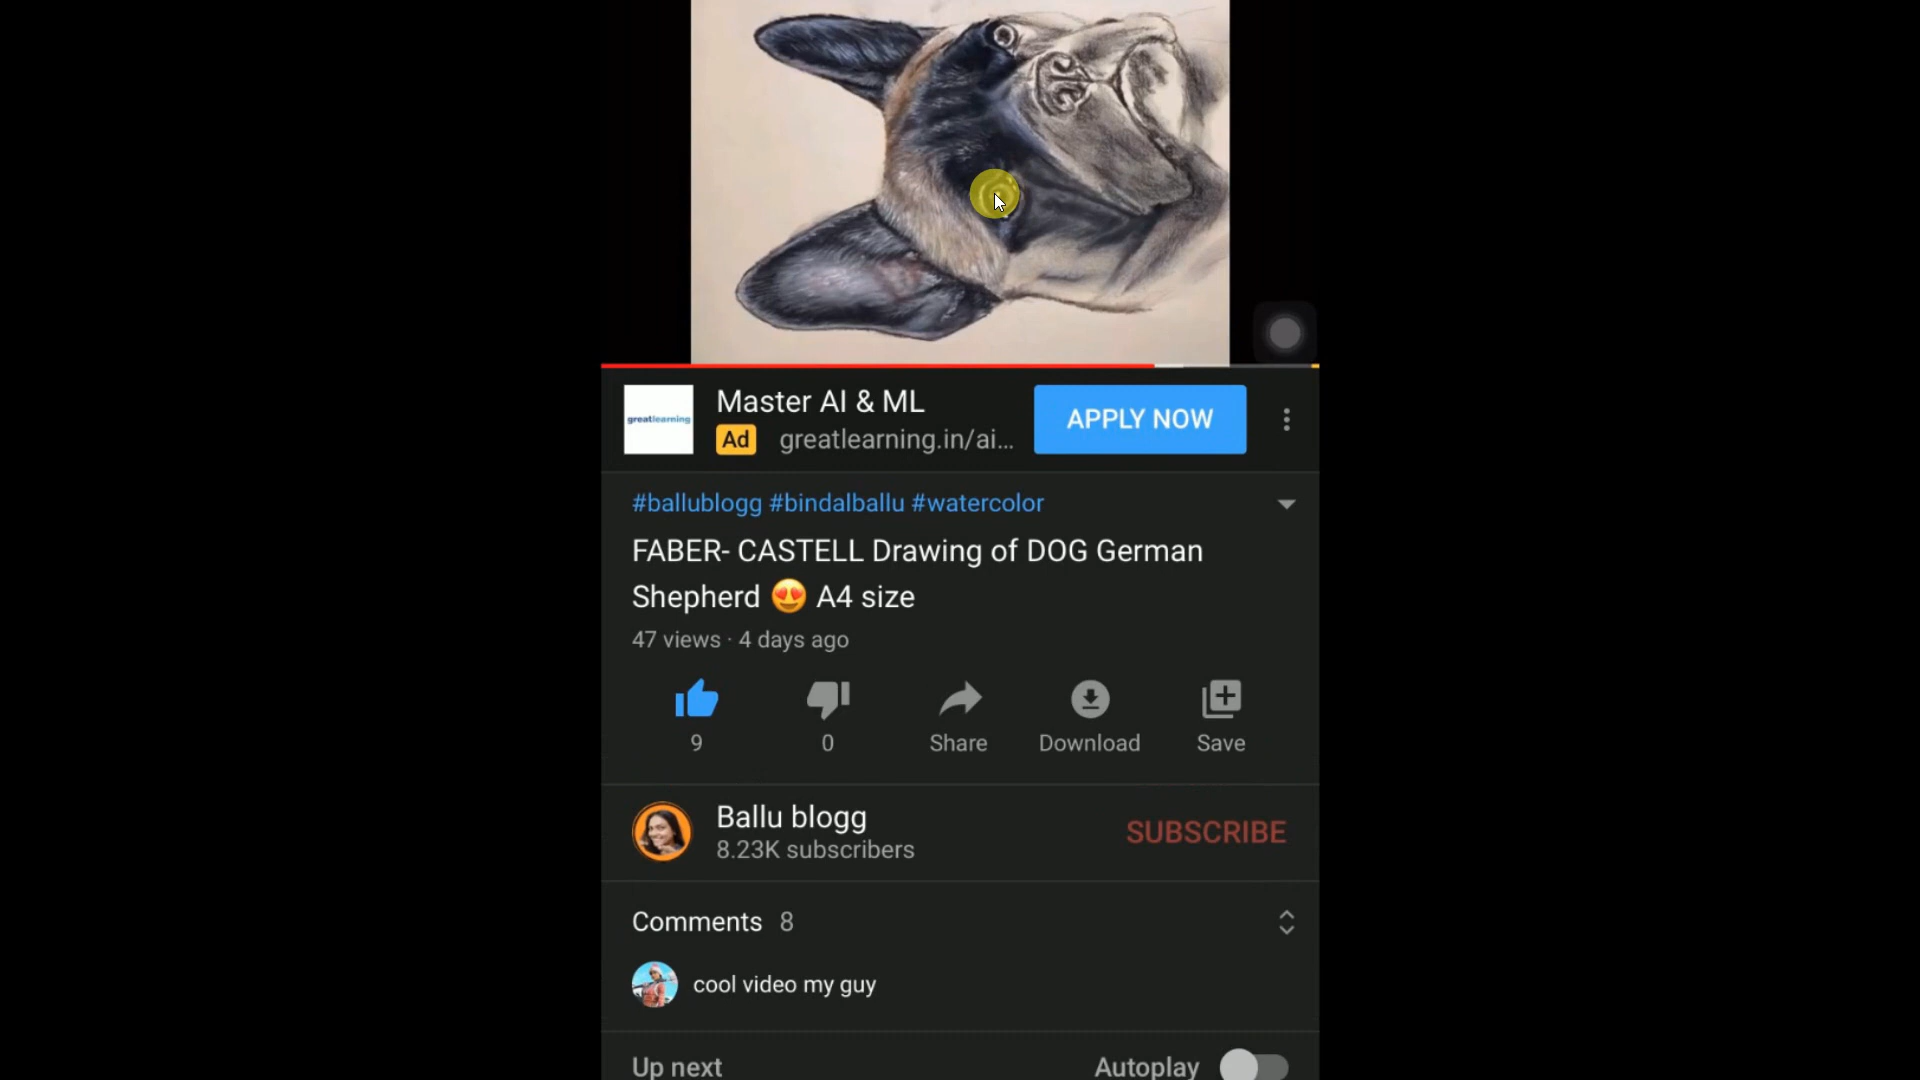 greatlearning
Master AI & ML
APPLY NOW
Ad greatlearning.in/ai...
#ballublogg #bindalballu #watercolor
FABER- CASTELL Drawing of DOG German
Shepherd 😍 A4 size
47 views · 4 days ago
9 0 Share Download Save
Ballu blogg
8.23K subscribers
SUBSCRIBE
Comments 8
cool video my guy
Up next Autoplay